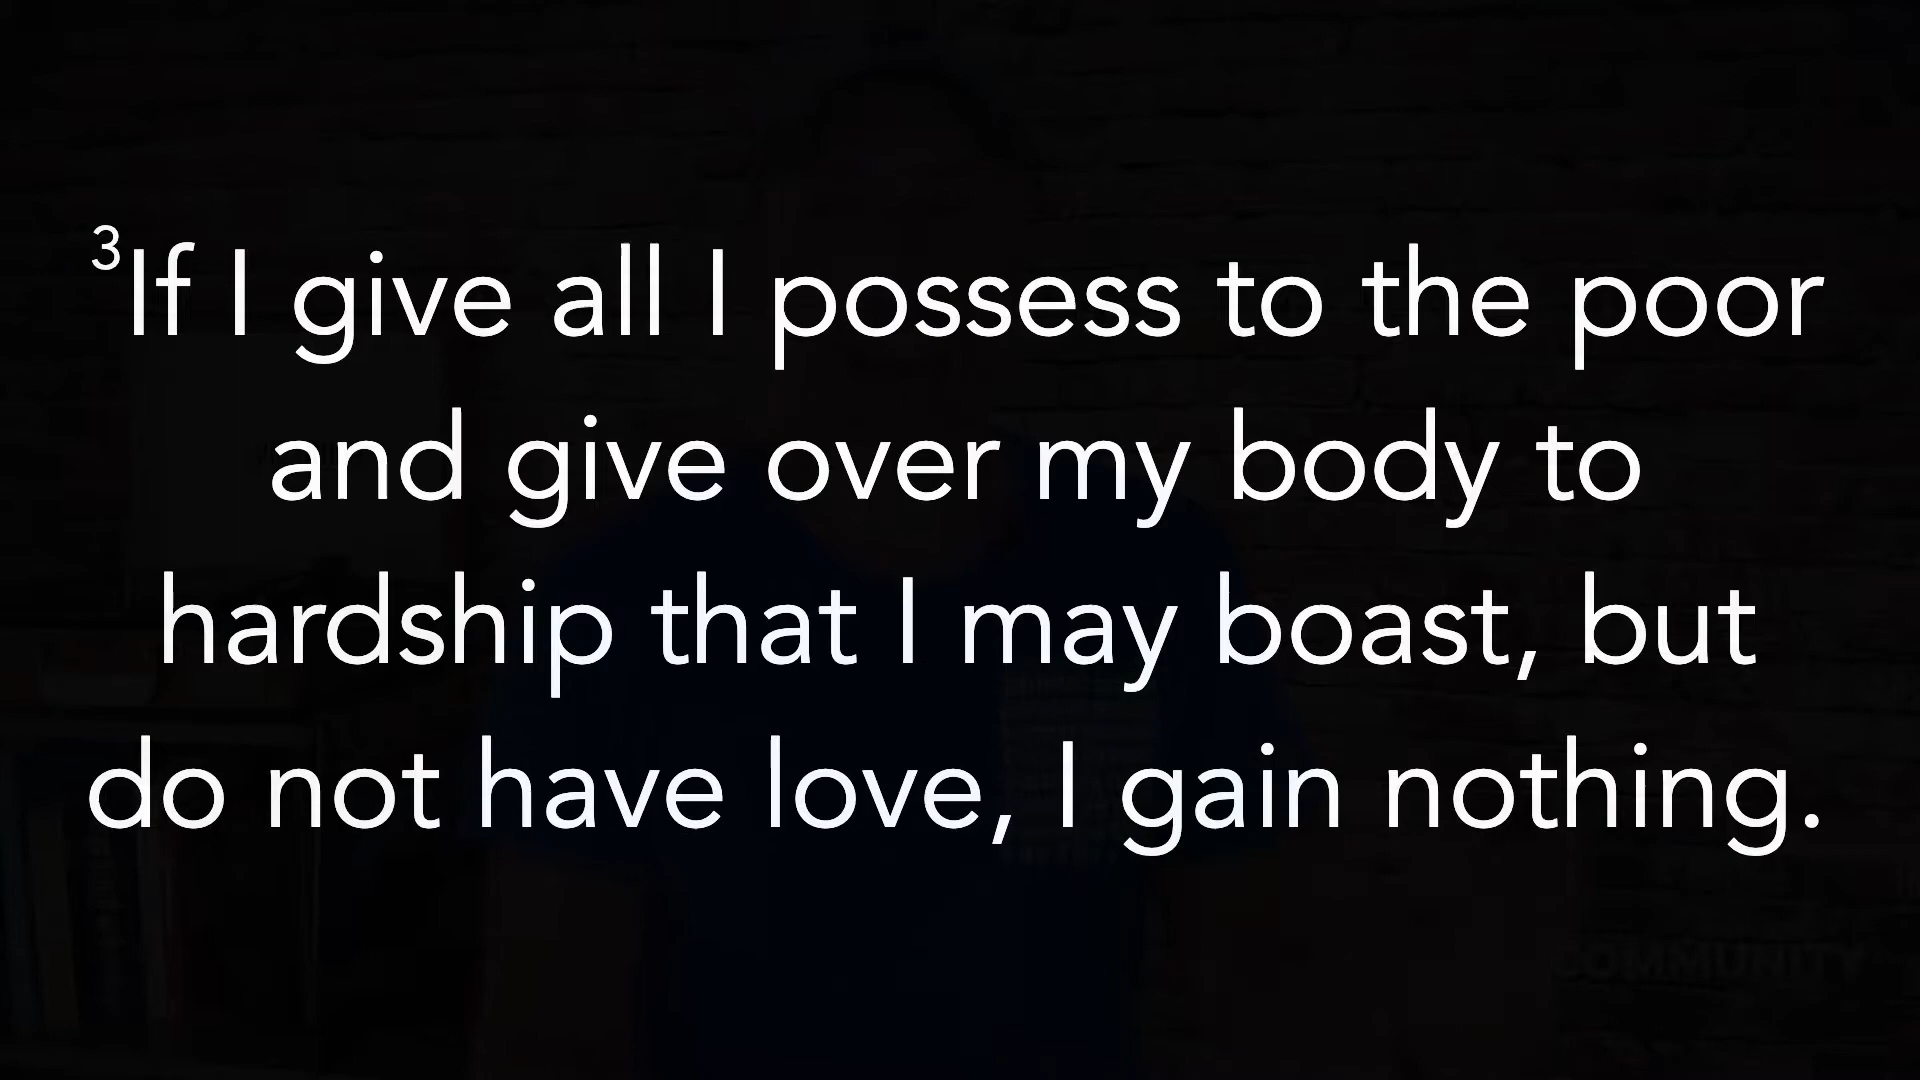 ³If I give all I possess to the poor
and give over my body to
hardship that I may boast, but
do not have love, I gain nothing.
COMMUNITY